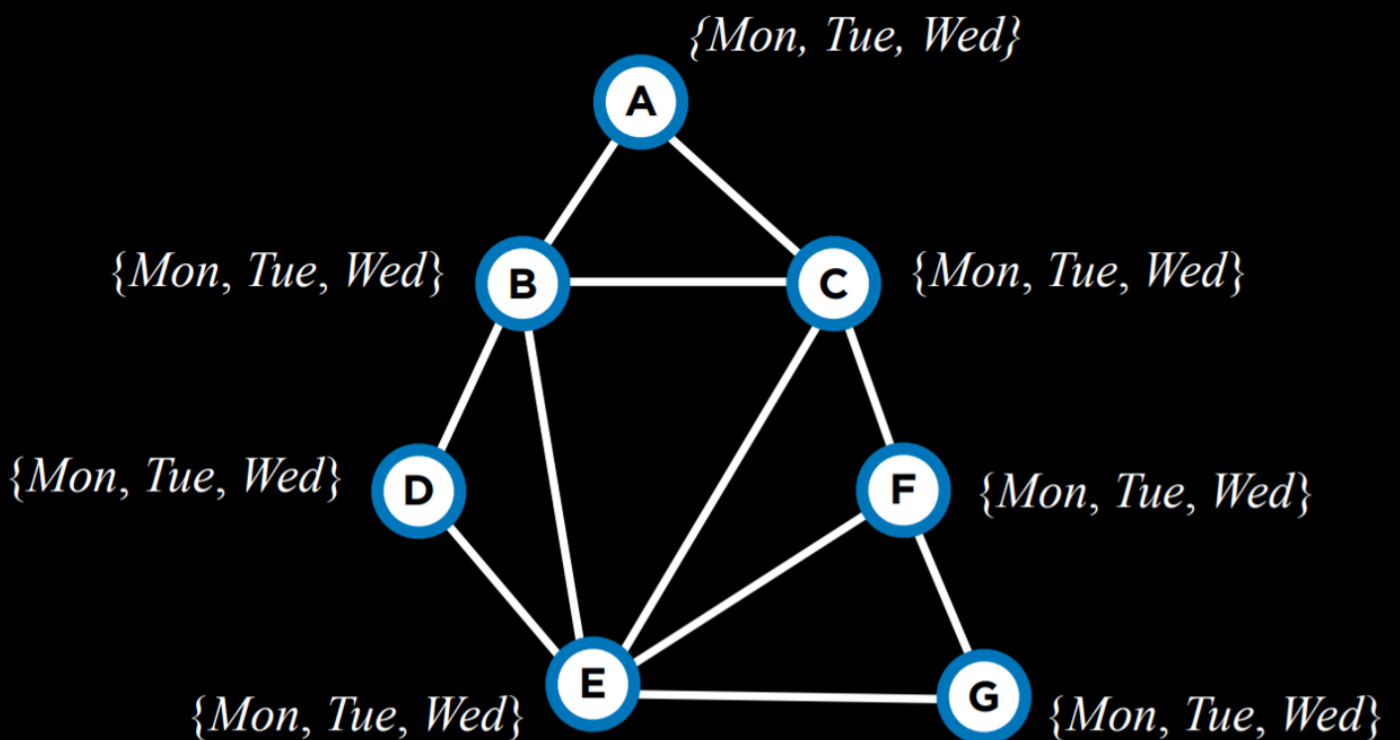 {Mon, Tue, Wed}
A
{Mon, Tue, Wed}
B
C
{Mon, Tue, Wed}
{Mon, Tue, Wed}
D
F
{Mon, Tue, Wed}
E
{Mon, Tue, Wed}
G
{Mon, Tue, Wed}